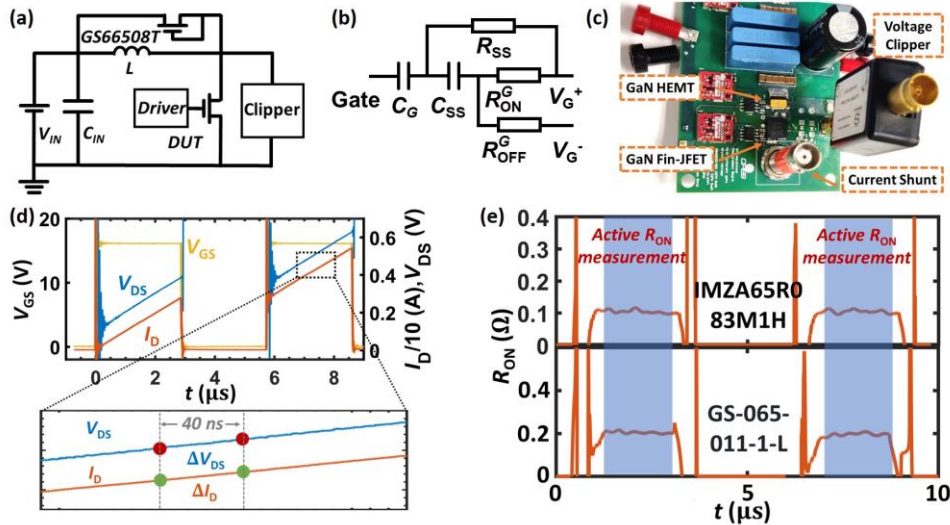 (a)
GS66508T
L
Driver
Clipper
V_IN
C_IN
DUT
(b)
R_SS
Gate
C_G
C_SS
R_ON^G
V_G^+
R_OFF^G
V_G^-
(c)
Voltage
Clipper
GaN HEMT
GaN Fin-JFET
Current Shunt
(d)
20
10
0
V_GS (V)
V_GS
V_DS
I_D
0.6
0.4
0.2
0
I_D/10 (A), V_DS (V)
0 2 4 6 8
t (μs)
40 ns
V_DS
ΔV_DS
I_D
ΔI_D
(e)
0.4
0.3
0.2
0.1
0
0.4
0.2
0
R_ON (Ω)
Active R_ON
measurement
Active R_ON
measurement
IMZA65R0
83M1H
GS-065-
011-1-L
0 5 10
t (μs)